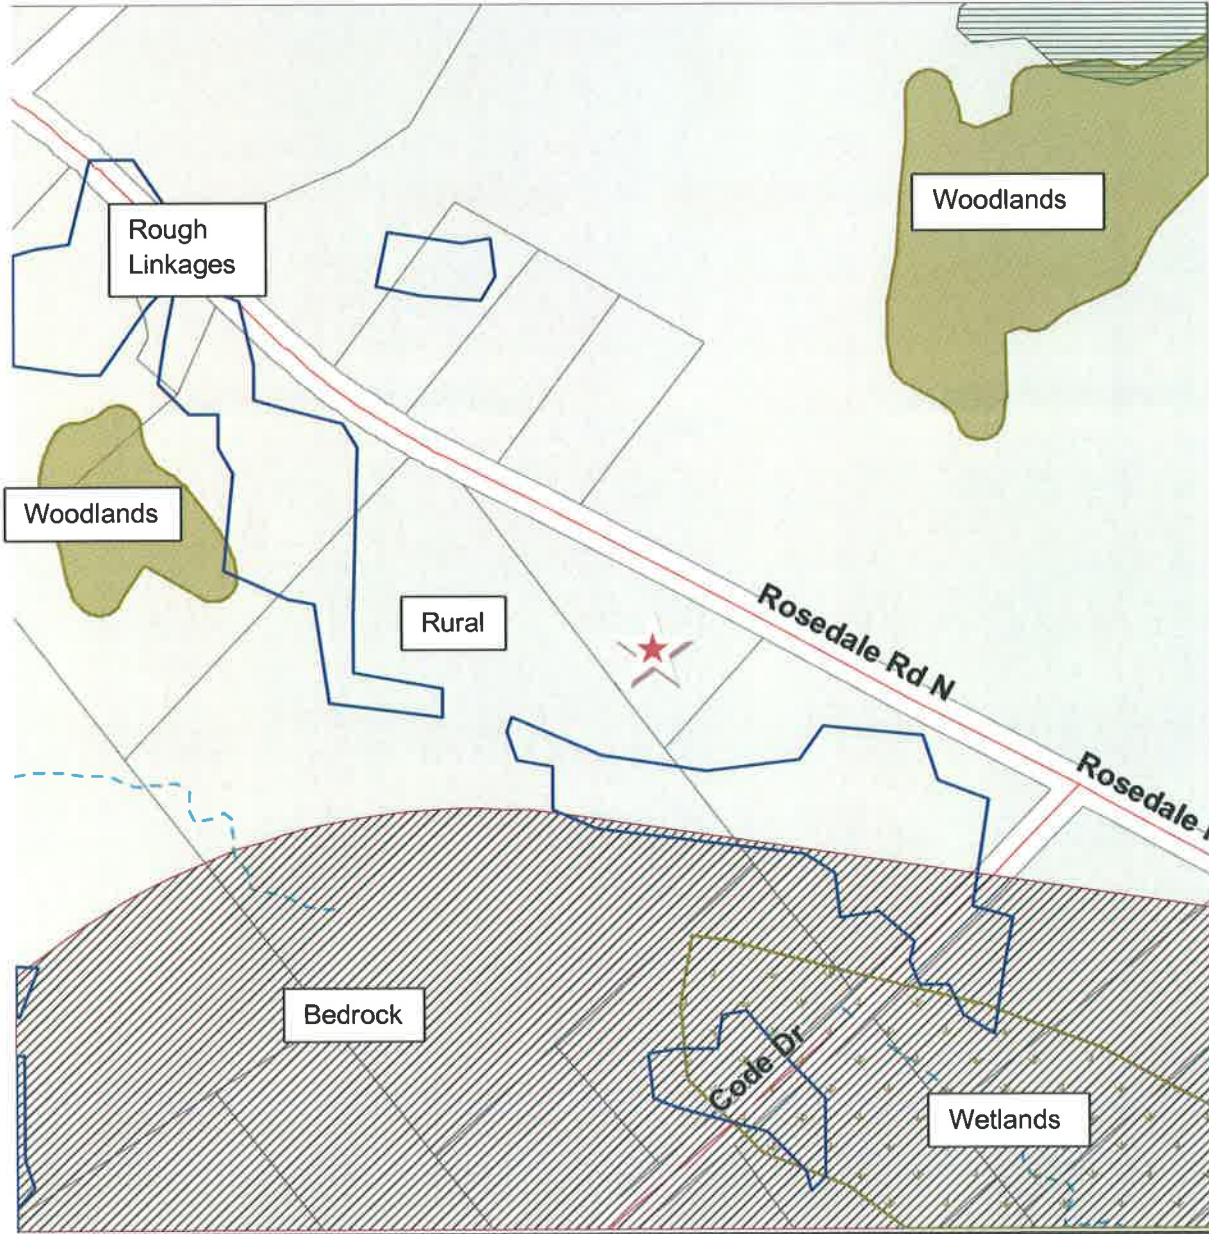 Woodlands
Rough
Linkages
Woodlands
Rural
Rosedale Rd N
Rosedale
Bedrock
Code Dr
Wetlands